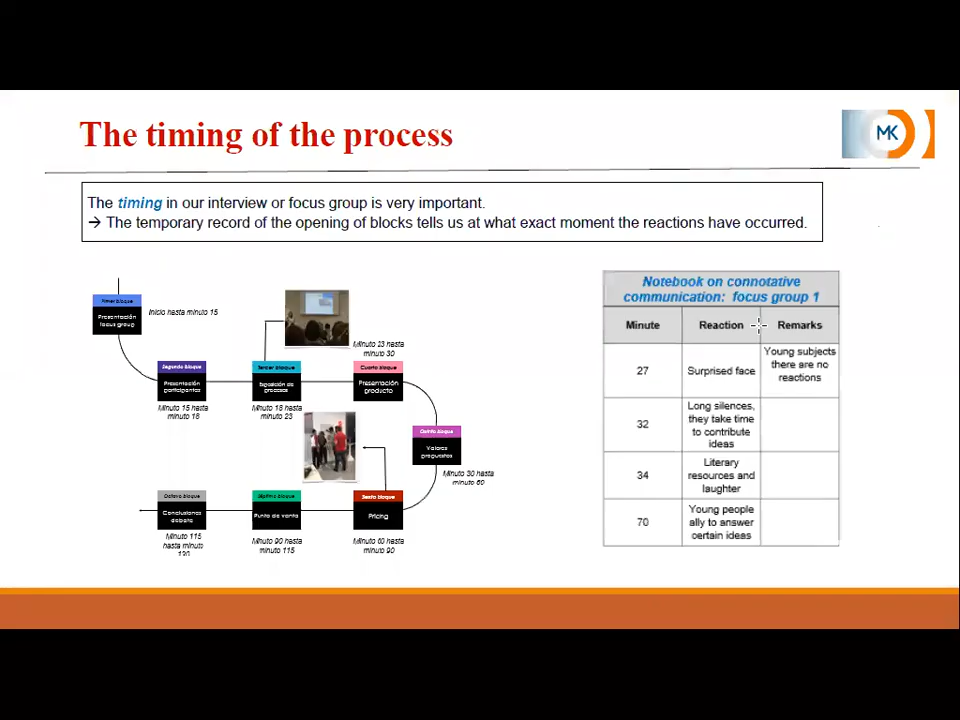 The timing of the process
MK
The timing in our interview or focus group is very important.
→ The temporary record of the opening of blocks tells us at what exact moment the reactions have occurred.
Primer bloque
Presentación
focus group
Inicio hasta minuto 15
Segundo bloque
Presentación
participantes
Minuto 15 hasta
minuto 18
Tercer bloque
Exposición de
procesos
Minuto 18 hasta
minuto 23
Minuto 23 hasta
minuto 30
Cuarto bloque
Presentación
producto
Quinto bloque
Valores
propuestos
Minuto 30 hasta
minuto 60
Sexto bloque
Pricing
Minuto 60 hasta
minuto 90
Séptimo bloque
Punto de venta
Minuto 90 hasta
minuto 115
Octavo bloque
Conclusiones
debate
Minuto 115
hasta minuto
120
Notebook on connotative
communication: focus group 1
Minute Reaction Remarks
27 Surprised face Young subjects
there are no
reactions
32 Long silences,
they take time
to contribute
ideas
34 Literary
resources and
laughter
70 Young people
ally to answer
certain ideas